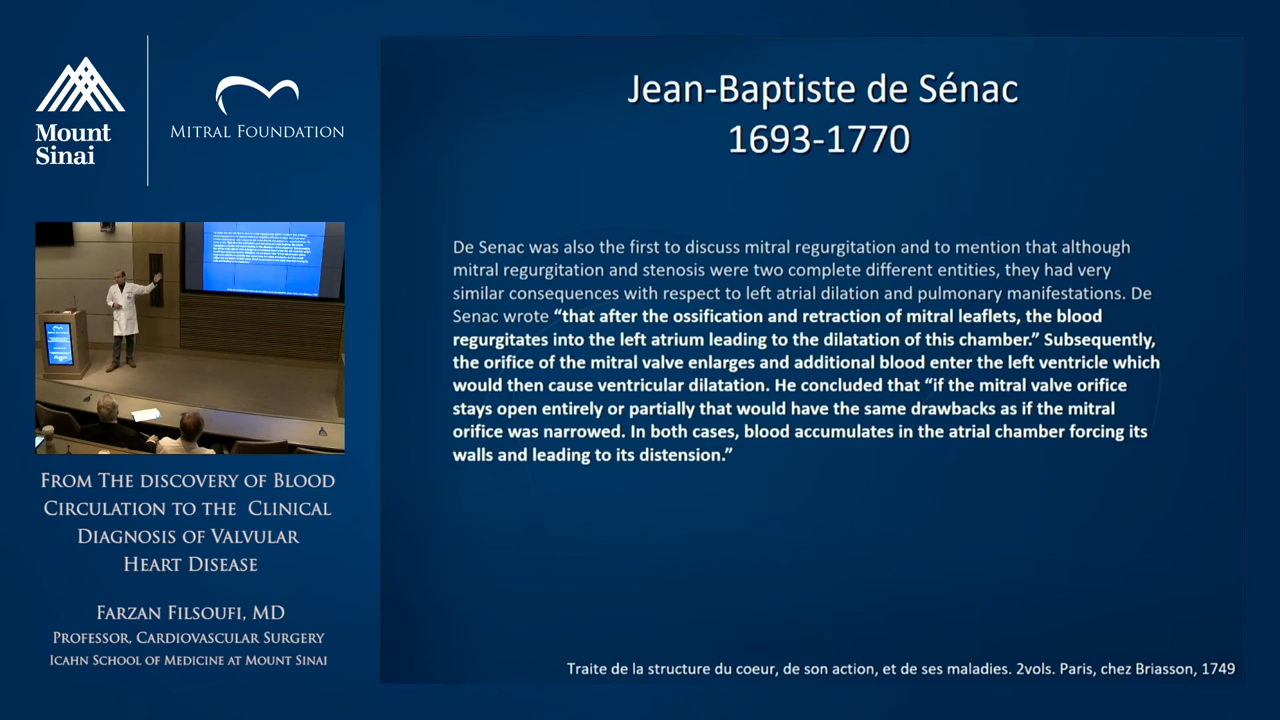 Mount
Sinai
MITRAL FOUNDATION
FROM THE DISCOVERY OF BLOOD
CIRCULATION TO THE CLINICAL
DIAGNOSIS OF VALVULAR
HEART DISEASE
FARZAN FILSOUFI, MD
PROFESSOR, CARDIOVASCULAR SURGERY
ICAHN SCHOOL OF MEDICINE AT MOUNT SINAI
Jean-Baptiste de Sénac
1693-1770
De Senac was also the first to discuss mitral regurgitation and to mention that although
mitral regurgitation and stenosis were two complete different entities, they had very
similar consequences with respect to left atrial dilation and pulmonary manifestations. De
Senac wrote “that after the ossification and retraction of mitral leaflets, the blood
regurgitates into the left atrium leading to the dilatation of this chamber.” Subsequently,
the orifice of the mitral valve enlarges and additional blood enter the left ventricle which
would then cause ventricular dilatation. He concluded that “if the mitral valve orifice
stays open entirely or partially that would have the same drawbacks as if the mitral
orifice was narrowed. In both cases, blood accumulates in the atrial chamber forcing its
walls and leading to its distension.”
Traite de la structure du coeur, de son action, et de ses maladies. 2vols. Paris, chez Briasson, 1749